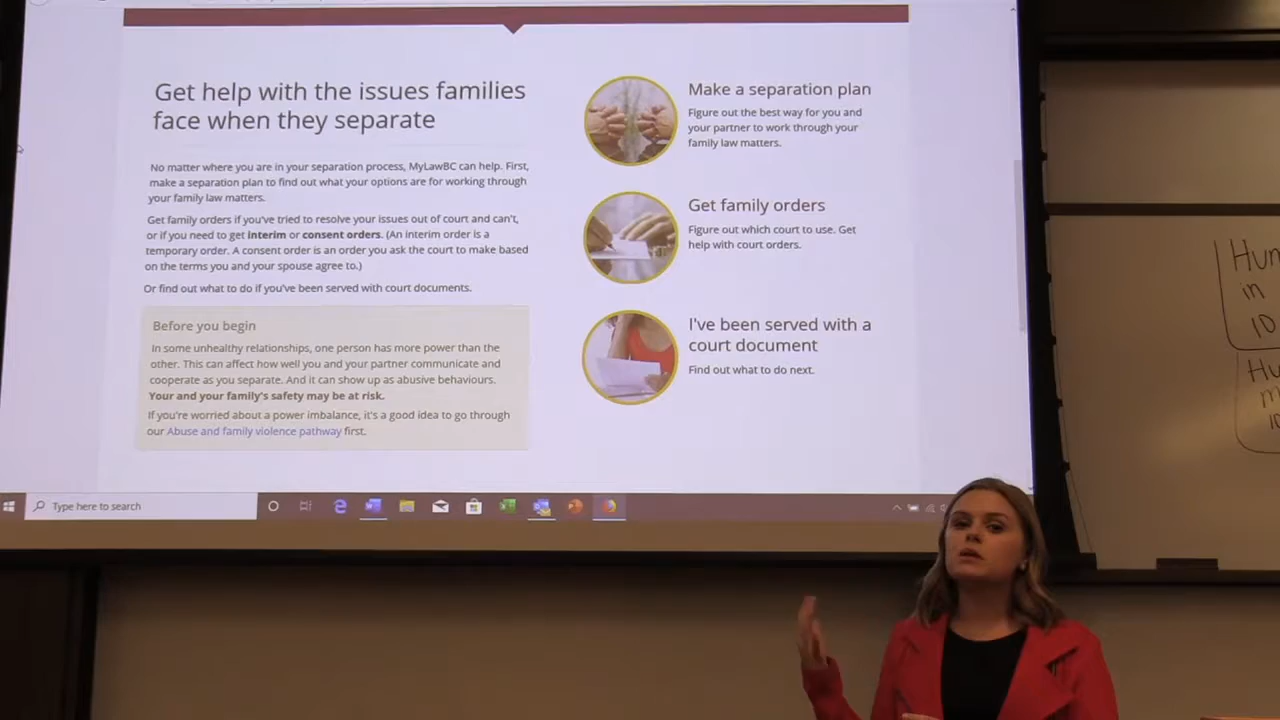 Get help with the issues families
face when they separate
No matter where you are in your separation process, MyLawBC can help. First,
make a separation plan to find out what your options are for working through
your family law matters.
Get family orders if you've tried to resolve your issues out of court and can't,
or if you need to get interim or consent orders. (An interim order is a
temporary order. A consent order is an order you ask the court to make based
on the terms you and your spouse agree to.)
Or find out what to do if you've been served with court documents.
Before you begin
In some unhealthy relationships, one person has more power than the
other. This can affect how well you and your partner communicate and
cooperate as you separate. And it can show up as abusive behaviours.
Your and your family's safety may be at risk.
If you're worried about a power imbalance, it's a good idea to go through
our Abuse and family violence pathway first.
Make a separation plan
Figure out the best way for you and
your partner to work through your
family law matters.
Get family orders
Figure out which court to use. Get
help with court orders.
I've been served with a
court document
Find out what to do next.
Type here to search
in
10